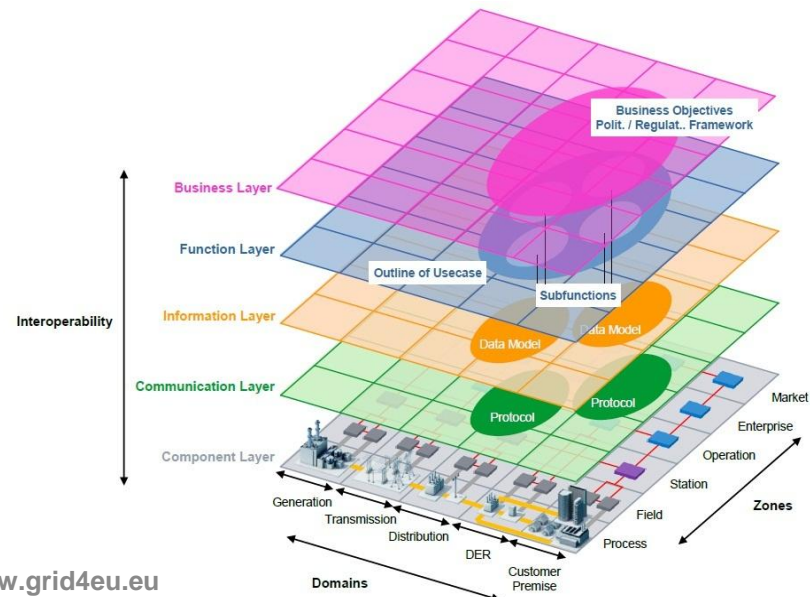 Business Objectives
Polit. / Regulat.. Framework
Business Layer
Function Layer
Outline of Usecase
Subfunctions
Interoperability
Information Layer
Data Model
Data Model
Communication Layer
Protocol
Protocol
Component Layer
Market
Enterprise
Operation
Station
Field
Process
Zones
Generation
Transmission
Distribution
DER
Customer
Premise
Domains
w.grid4eu.eu